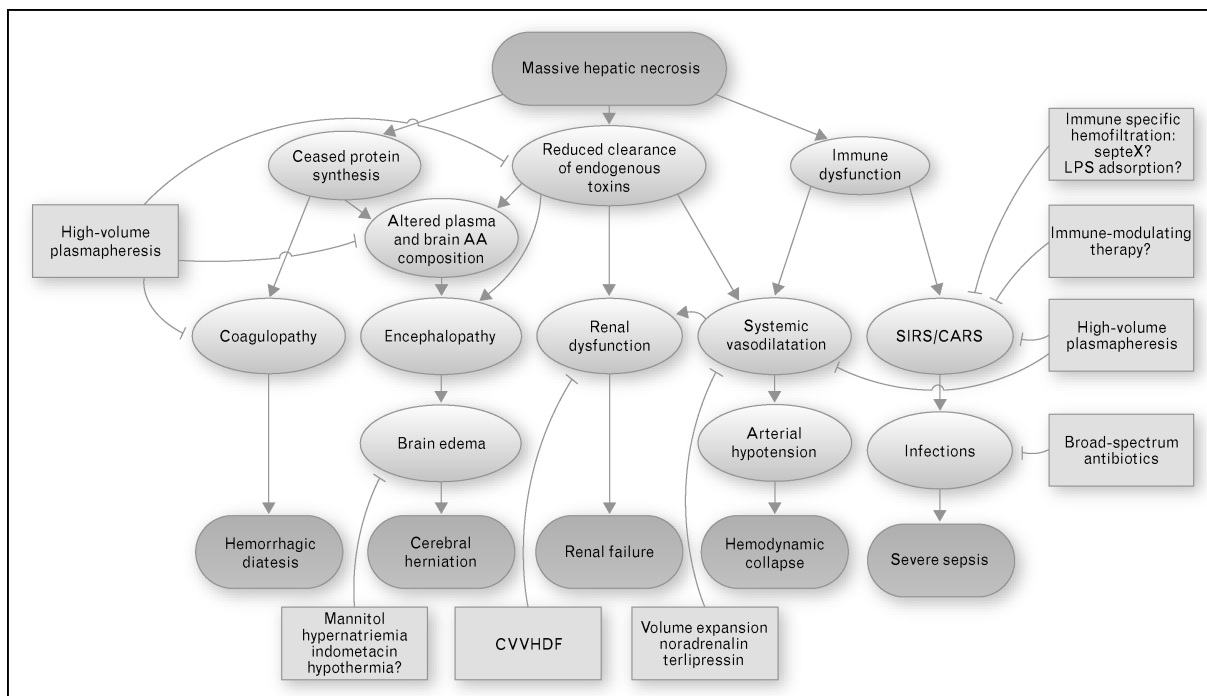 Massive hepatic necrosis
Ceased protein
synthesis
Reduced clearance
of endogenous
toxins
Immune
dysfunction
Immune specific
hemofiltration:
septeX?
LPS adsorption?
High-volume
plasmapheresis
Altered plasma
and brain AA
composition
Immune-modulating
therapy?
Coagulopathy
Encephalopathy
Renal
dysfunction
Systemic
vasodilatation
SIRS/CARS
High-volume
plasmapheresis
Brain edema
Arterial
hypotension
Infections
Broad-spectrum
antibiotics
Hemorrhagic
diatesis
Cerebral
herniation
Renal failure
Hemodynamic
collapse
Severe sepsis
Mannitol
hypernatriemia
indometacin
hypothermia?
CVVHDF
Volume expansion
noradrenalin
terlipressin